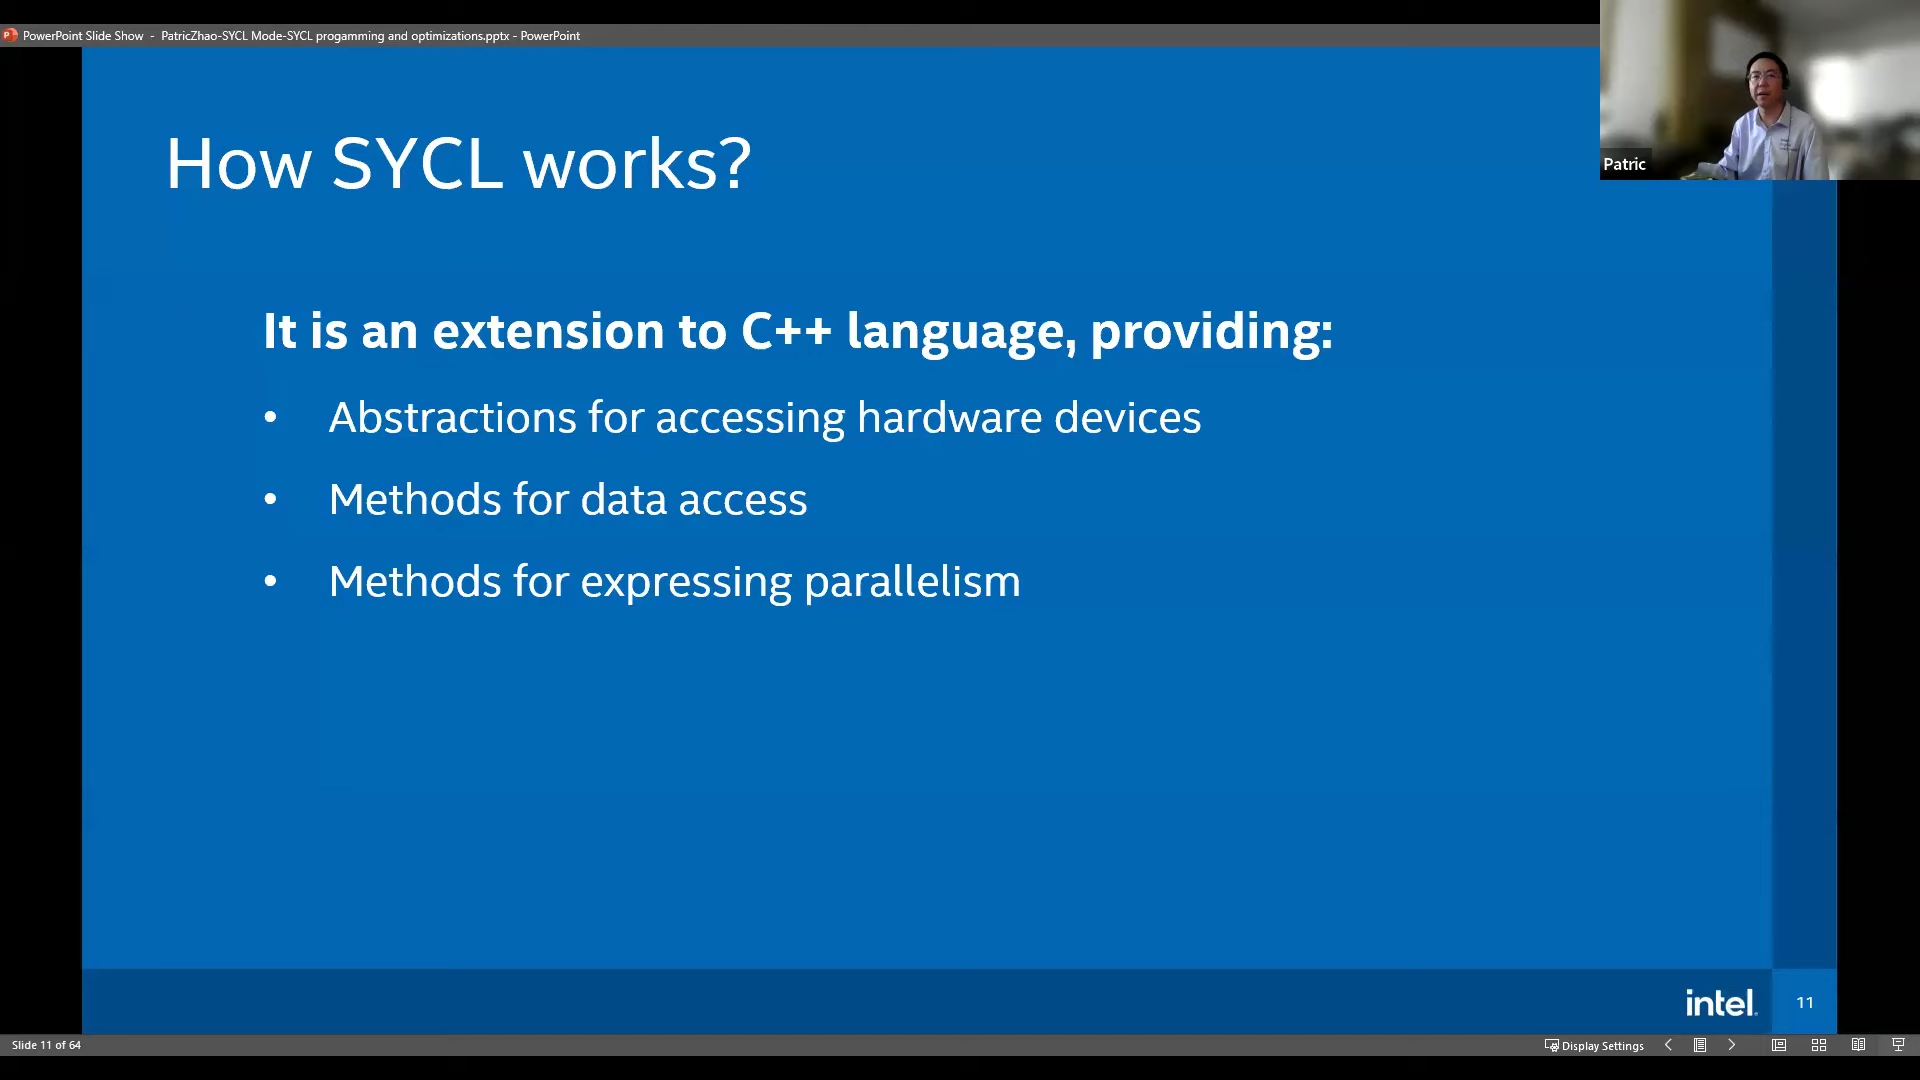 PowerPoint Slide Show - PatricZhao-SYCL Mode-SYCL progamming and optimizations.pptx - PowerPoint
Patric
How SYCL works?
It is an extension to C++ language, providing:
• Abstractions for accessing hardware devices
• Methods for data access
• Methods for expressing parallelism
intel.
11
Slide 11 of 64
Display Settings